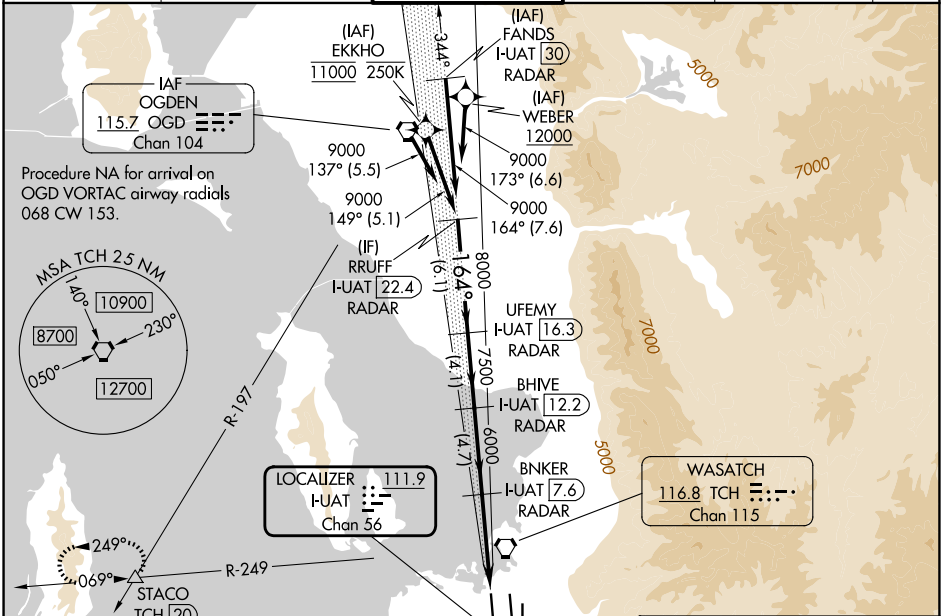 (IAF)
EKKHO
11000 250K
344°
(IAF)
FANDS
I-UAT 30
RADAR
(IAF)
WEBER
12000
5000
IAF
OGDEN
115.7 OGD
Chan 104
9000
137° (5.5)
9000
173° (6.6)
7000
Procedure NA for arrival on
OGD VORTAC airway radials
068 CW 153.
9000
149° (5.1)
9000
164° (7.6)
(IF)
RRUFF
I-UAT 22.4
RADAR
(6.1)
164°
8000
MSA TCH 25 NM
140°
10900
230°
8700
050°
12700
UFEMY
I-UAT 16.3
RADAR
7000
(4.1)
7500
R-197
BHIVE
I-UAT 12.2
RADAR
(4.7)
6000
5000
LOCALIZER 111.9
I-UAT
Chan 56
BNKER
I-UAT 7.6
RADAR
WASATCH
116.8 TCH
Chan 115
249°
069°
R-249
STACO
TCH 20